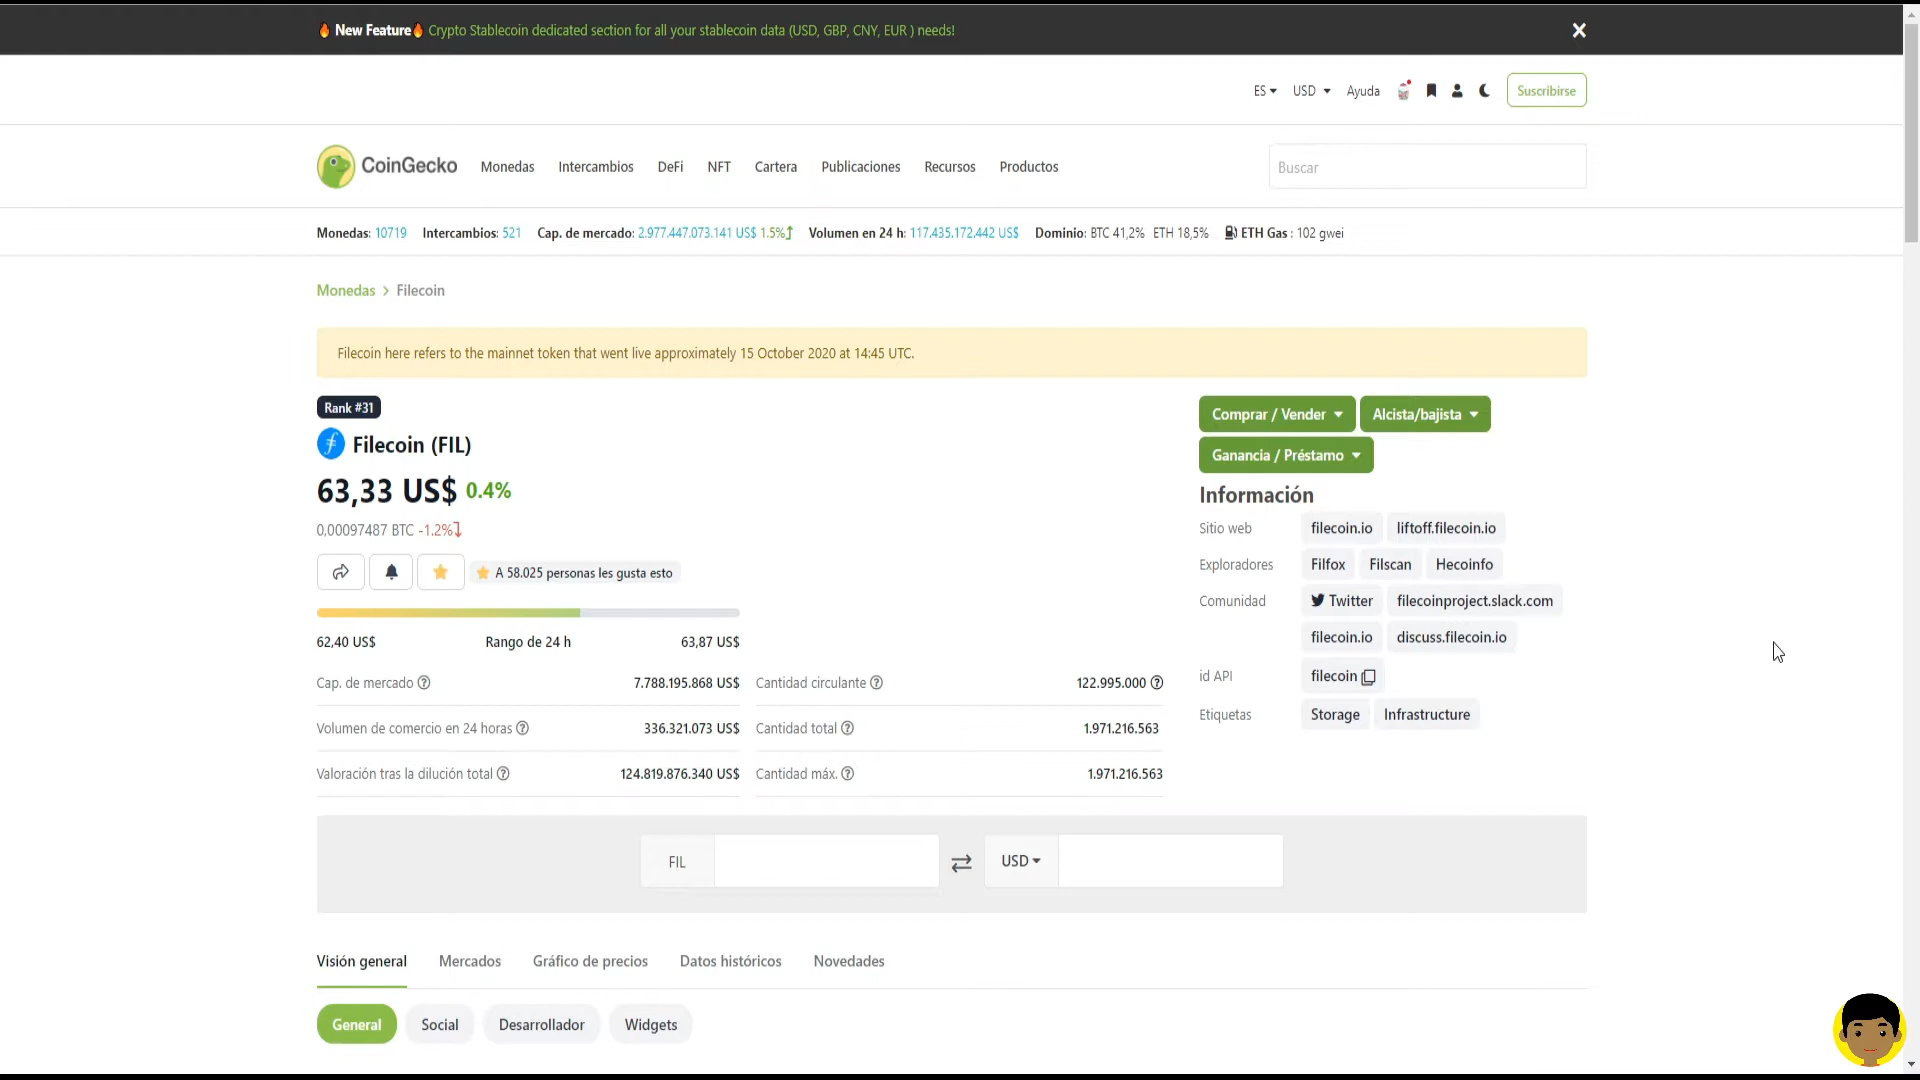 New Feature Crypto Stablecoin dedicated section for all your stablecoin data (USD, GBP, CNY, EUR ) needs!
ES USD Ayuda Suscribirse
CoinGecko Monedas Intercambios DeFi NFT Cartera Publicaciones Recursos Productos Buscar
Monedas: 10719 Intercambios: 521 Cap. de mercado: 2.977.447.073.141 US$ 1.5% Volumen en 24 h: 117.435.172.442 US$ Dominio: BTC 41,2% ETH 18,5% ETH Gas : 102 gwei
Monedas > Filecoin
Filecoin here refers to the mainnet token that went live approximately 15 October 2020 at 14:45 UTC.
Rank #31
Filecoin (FIL)
63,33 US$ 0.4%
0,00097487 BTC -1.2%
A 58.025 personas les gusta esto
62,40 US$ Rango de 24 h 63,87 US$
Cap. de mercado 7.788.195.868 US$
Volumen de comercio en 24 horas 336.321.073 US$
Valoración tras la dilución total 124.819.876.340 US$
Cantidad circulante 122.995.000
Cantidad total 1.971.216.563
Cantidad máx. 1.971.216.563
Comprar / Vender Alcista/bajista
Ganancia / Préstamo
Información
Sitio web filecoin.io liftoff.filecoin.io
Exploradores Filfox Filscan Hecoinfo
Comunidad Twitter filecoinproject.slack.com
filecoin.io discuss.filecoin.io
id API filecoin
Etiquetas Storage Infrastructure
FIL USD
Visión general Mercados Gráfico de precios Datos históricos Novedades
General Social Desarrollador Widgets